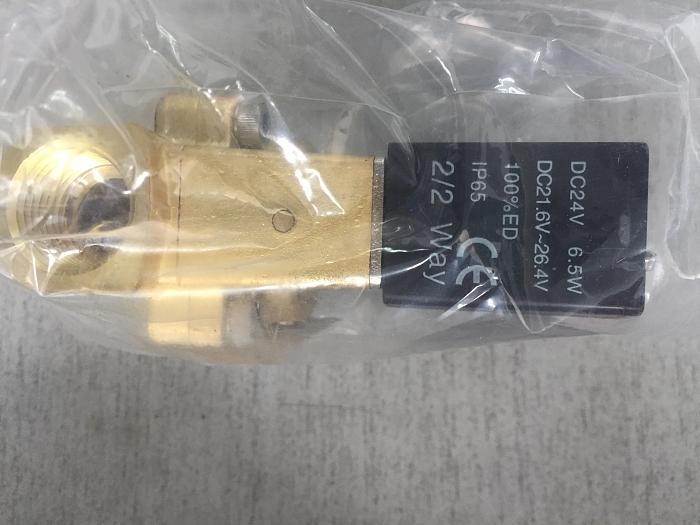 DC24V 6.5W
DC21.6V~26.4V
100%ED
IP65 CE
2/2 Way